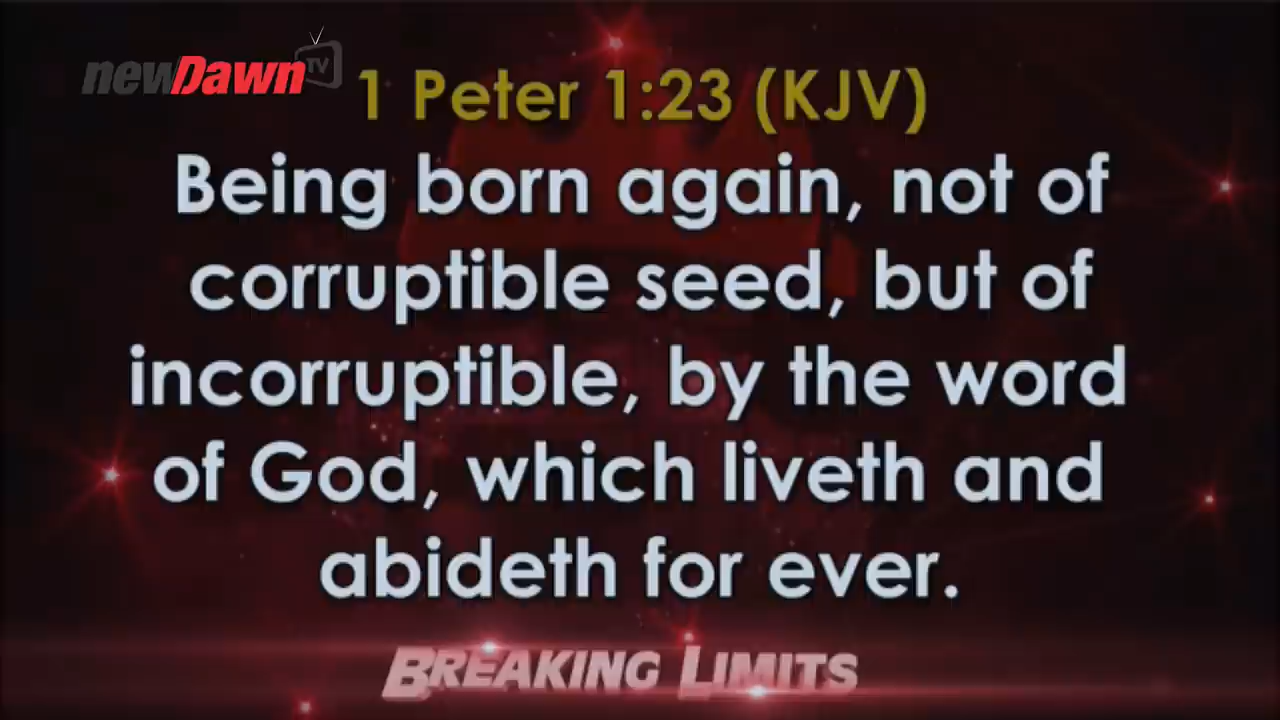 newDawn TV
1 Peter 1:23 (KJV)
Being born again, not of
corruptible seed, but of
incorruptible, by the word
of God, which liveth and
abideth for ever.
BREAKING LIMITS